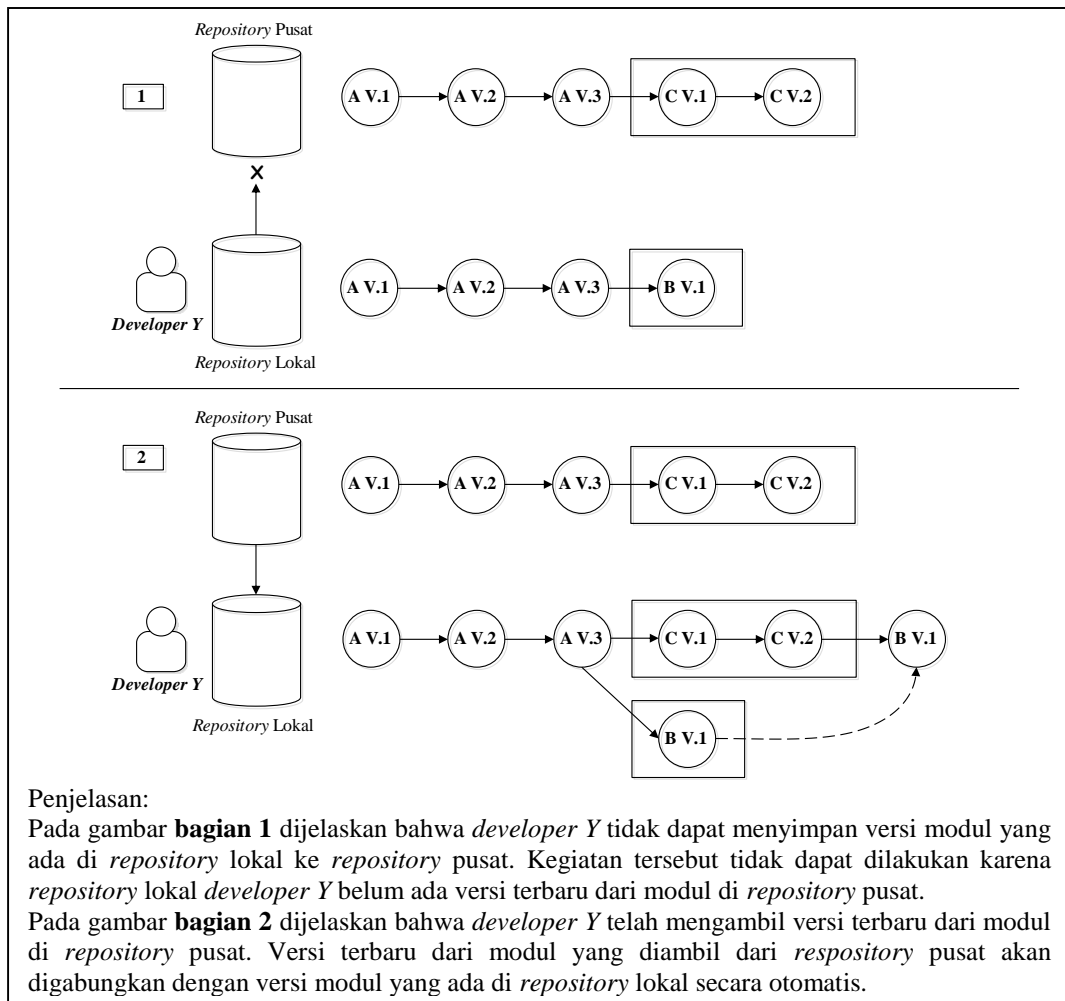 Repository Pusat
1
A V.1 A V.2 A V.3 C V.1 C V.2
X
A V.1 A V.2 A V.3 B V.1
Developer Y
Repository Lokal
Repository Pusat
2
A V.1 A V.2 A V.3 C V.1 C V.2
A V.1 A V.2 A V.3 C V.1 C V.2 B V.1
Developer Y
Repository Lokal
B V.1
Penjelasan:
Pada gambar bagian 1 dijelaskan bahwa developer Y tidak dapat menyimpan versi modul yang
ada di repository lokal ke repository pusat. Kegiatan tersebut tidak dapat dilakukan karena
repository lokal developer Y belum ada versi terbaru dari modul di repository pusat.
Pada gambar bagian 2 dijelaskan bahwa developer Y telah mengambil versi terbaru dari modul
di repository pusat. Versi terbaru dari modul yang diambil dari respository pusat akan
digabungkan dengan versi modul yang ada di repository lokal secara otomatis.